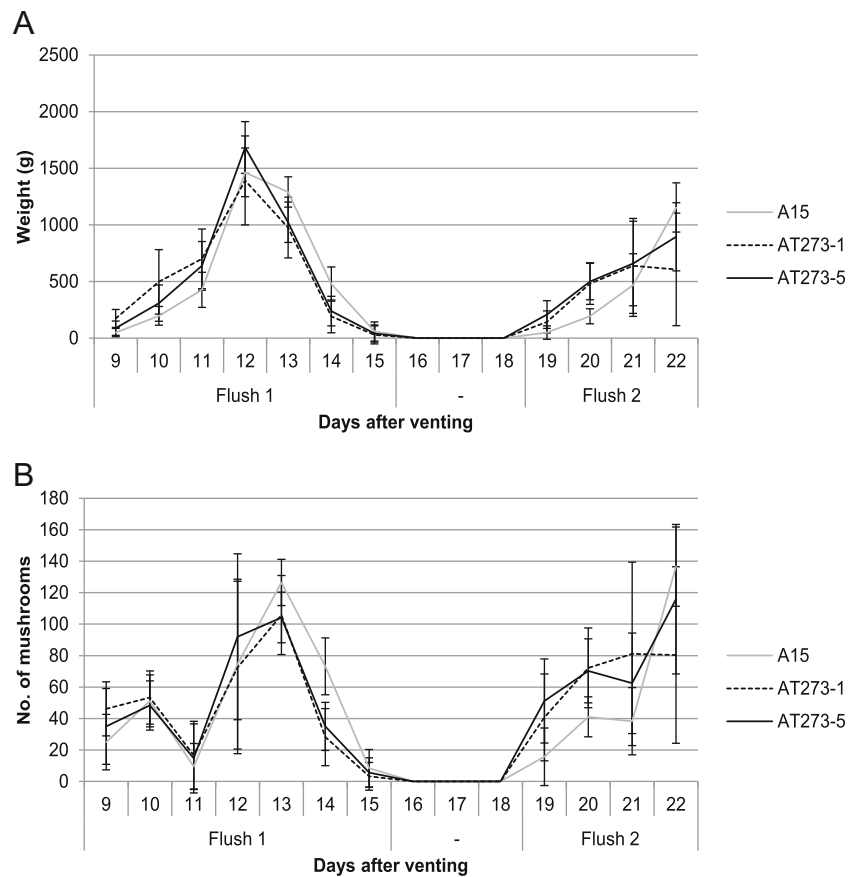 A
2500
2000
1500
1000
500
0
Weight (g)
9 10 11 12 13 14 15 16 17 18 19 20 21 22
Flush 1 - Flush 2
Days after venting
A15
AT273-1
AT273-5
B
180
160
140
120
100
80
60
40
20
0
No. of mushrooms
9 10 11 12 13 14 15 16 17 18 19 20 21 22
Flush 1 - Flush 2
Days after venting
A15
AT273-1
AT273-5